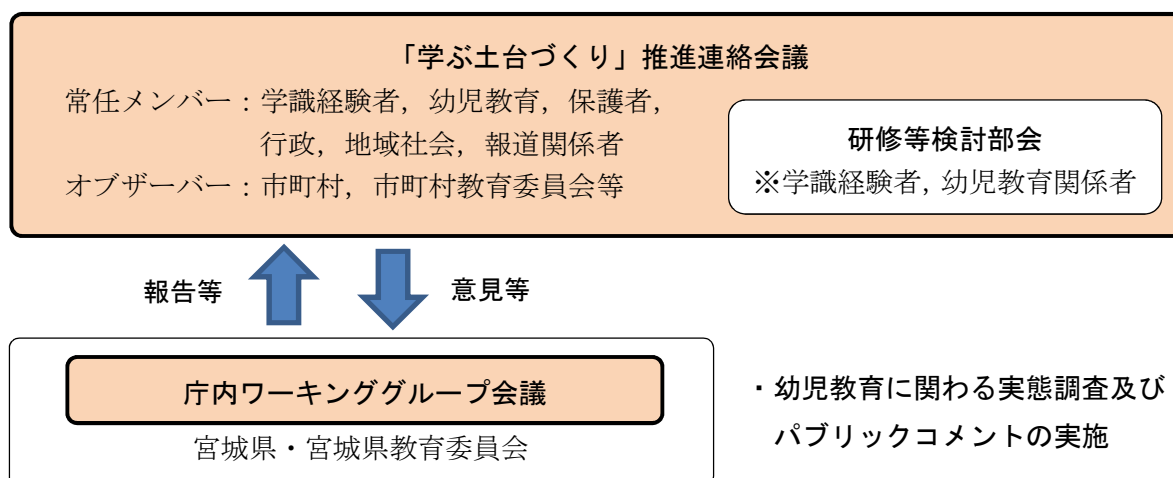 「学ぶ土台づくり」推進連絡会議
常任メンバー：学識経験者，幼児教育，保護者，
行政，地域社会，報道関係者
オブザーバー：市町村，市町村教育委員会等
研修等検討部会
※学識経験者，幼児教育関係者
報告等
意見等
庁内ワーキンググループ会議
宮城県・宮城県教育委員会
・幼児教育に関わる実態調査及び
パブリックコメントの実施